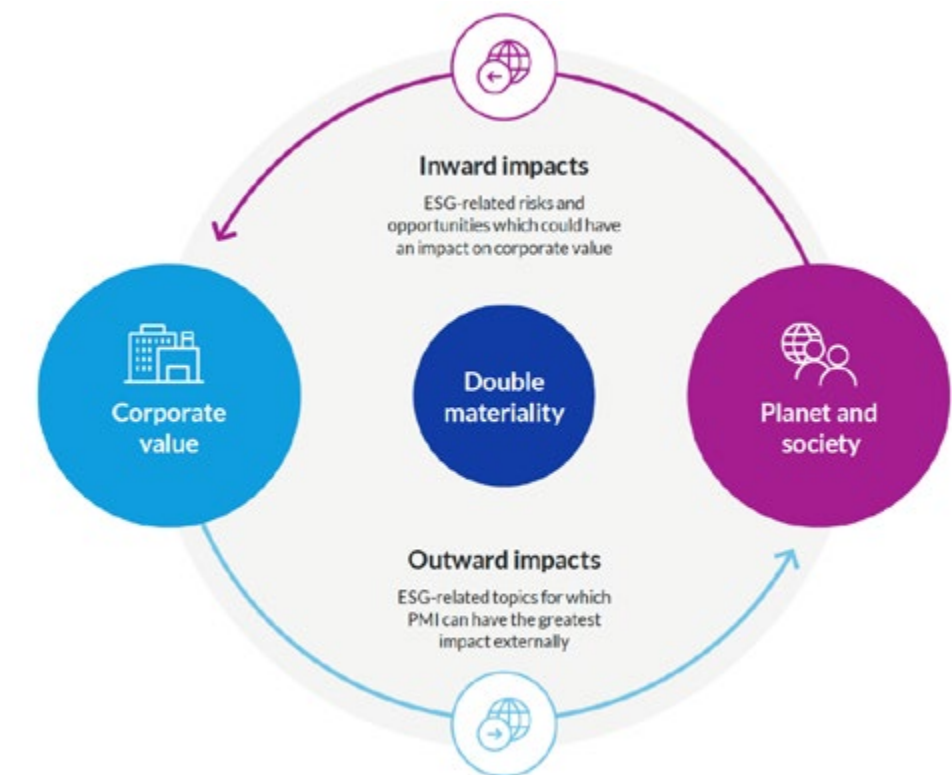 Inward impacts
ESG-related risks and
opportunities which could have
an impact on corporate value
Corporate
value
Double
materiality
Planet and
society
Outward impacts
ESG-related topics for which
PMI can have the greatest
impact externally